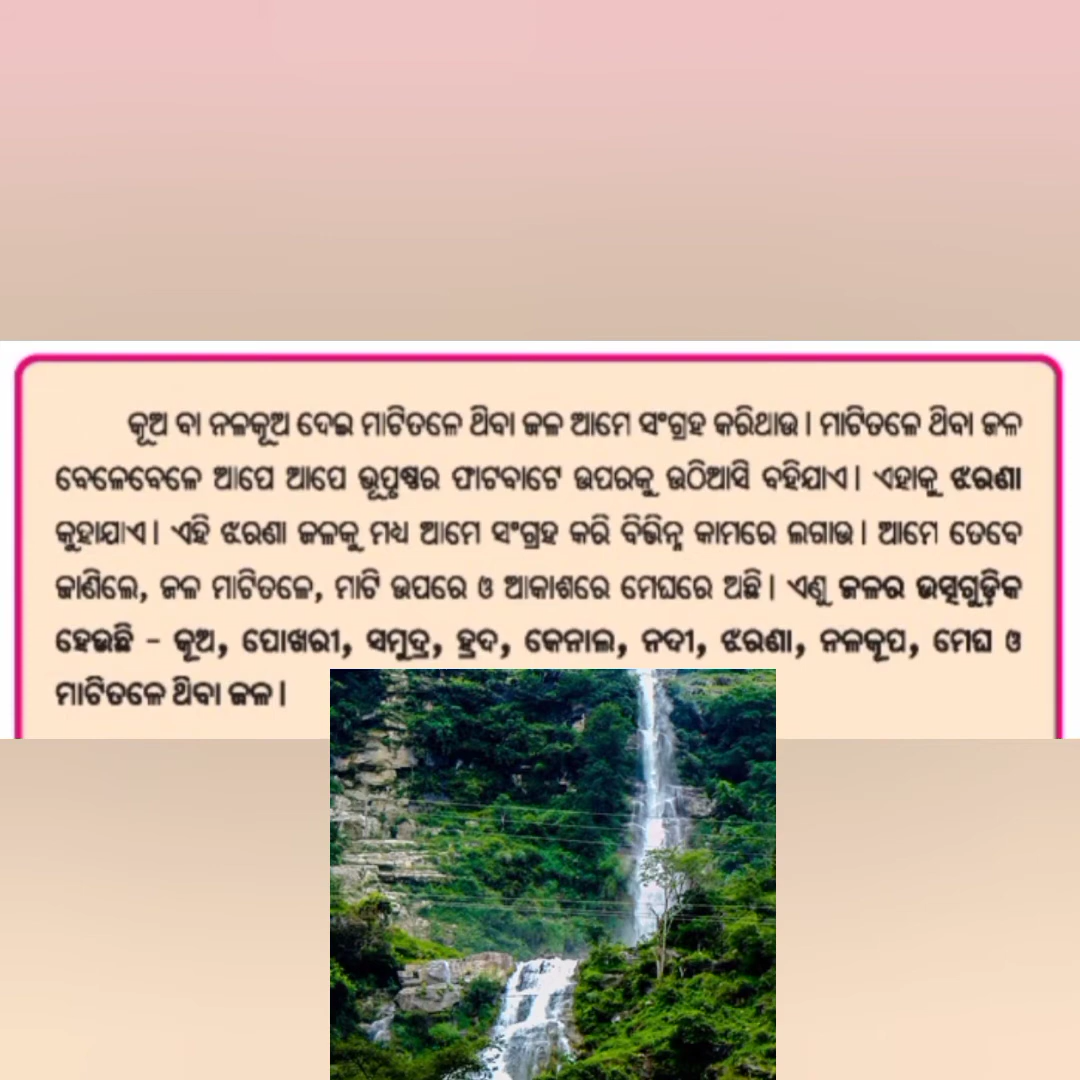 କୂଅ ବା ନଳକୂଅ ଦେଇ ମାଟିତଳେ ଥିବା ଜଳ ଆମେ ସଂଗ୍ରହ କରିଥାଉ । ମାଟିତଳେ ଥିବା ଜଳ
ବେଳେବେଳେ ଆପେ ଆପେ ଭୂପୃଷ୍ଠର ଫାଟବାଟେ ଉପରକୁ ଉଠିଆସି ବହିଯାଏ । ଏହାକୁ ଝରଣା
କୁହାଯାଏ । ଏହି ଝରଣା ଜଳକୁ ମଧ୍ୟ ଆମେ ସଂଗ୍ରହ କରି ବିଭିନ୍ନ କାମରେ ଲଗାଉ । ଆମେ ତେବେ
ଜାଣିଲେ, ଜଳ ମାଟିତଳେ, ମାଟି ଉପରେ ଓ ଆକାଶରେ ମେଘରେ ଅଛି । ଏଣୁ ଜଳର ଉତ୍ସଗୁଡ଼ିକ
ହେଉଛି – କୂଅ, ପୋଖରୀ, ସମୁଦ୍ର, ହ୍ରଦ, କେନାଲ, ନଦୀ, ଝରଣା, ନଳକୂପ, ମେଘ ଓ
ମାଟିତଳେ ଥିବା ଜଳ ।